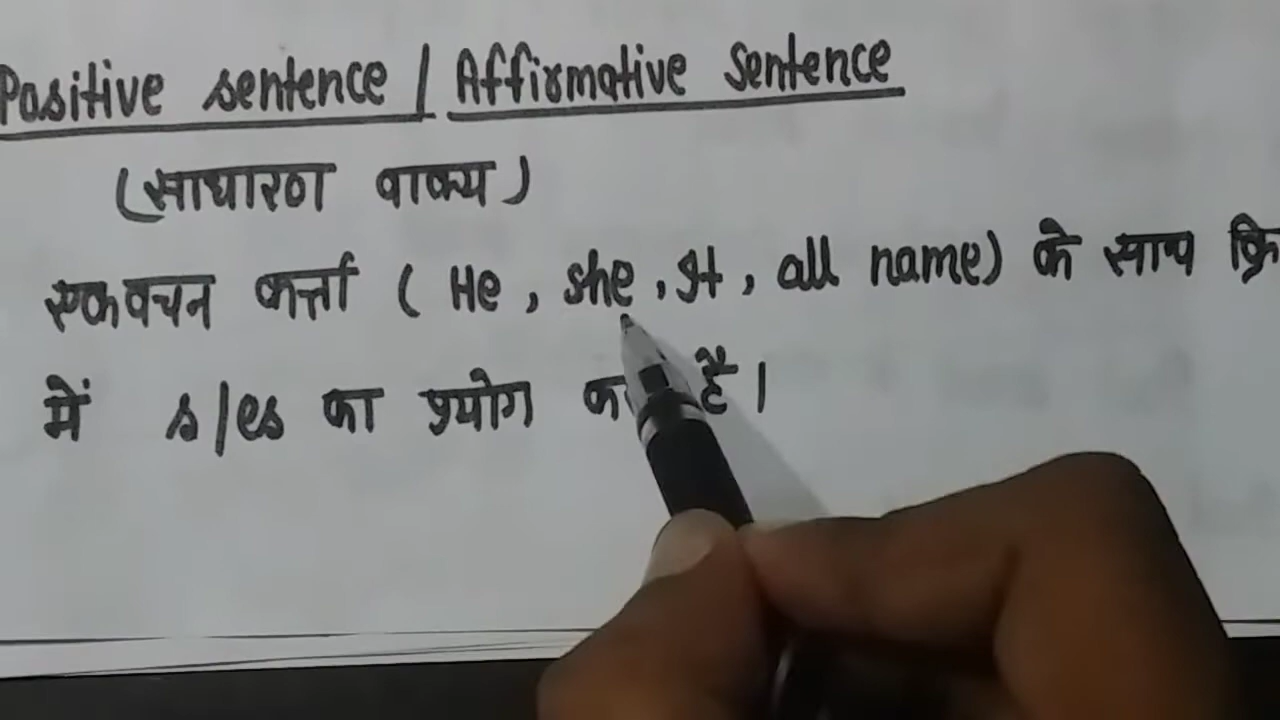 Positive sentence / Affirmative Sentence
(साधारण वाक्य)
एकवचन कर्त्ता ( He , she , It , all name) के साथ
में s/es का प्रयोग है।